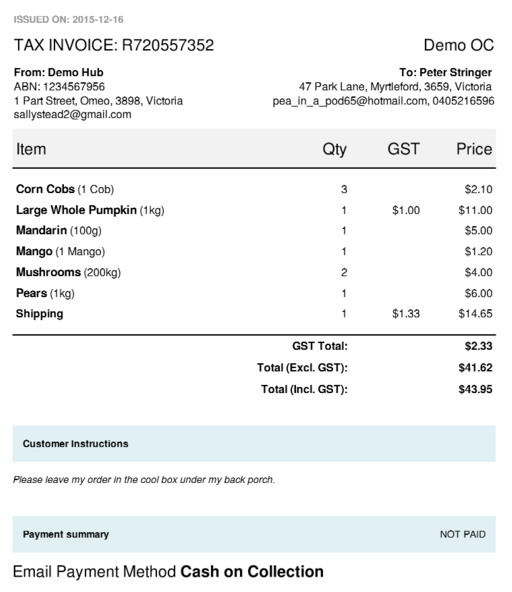 ISSUED ON: 2015-12-16
TAX INVOICE: R720557352 Demo OC
From: Demo Hub To: Peter Stringer
ABN: 1234567956 47 Park Lane, Myrtleford, 3659, Victoria
1 Part Street, Omeo, 3898, Victoria pea_in_a_pod65@hotmail.com, 0405216596
sallystead2@gmail.com
Item Qty GST Price
Corn Cobs (1 Cob) 3 $2.10
Large Whole Pumpkin (1kg) 1 $1.00 $11.00
Mandarin (100g) 1 $5.00
Mango (1 Mango) 1 $1.20
Mushrooms (200kg) 2 $4.00
Pears (1kg) 1 $6.00
Shipping 1 $1.33 $14.65
GST Total: $2.33
Total (Excl. GST): $41.62
Total (Incl. GST): $43.95
Customer Instructions
Please leave my order in the cool box under my back porch.
Payment summary NOT PAID
Email Payment Method Cash on Collection